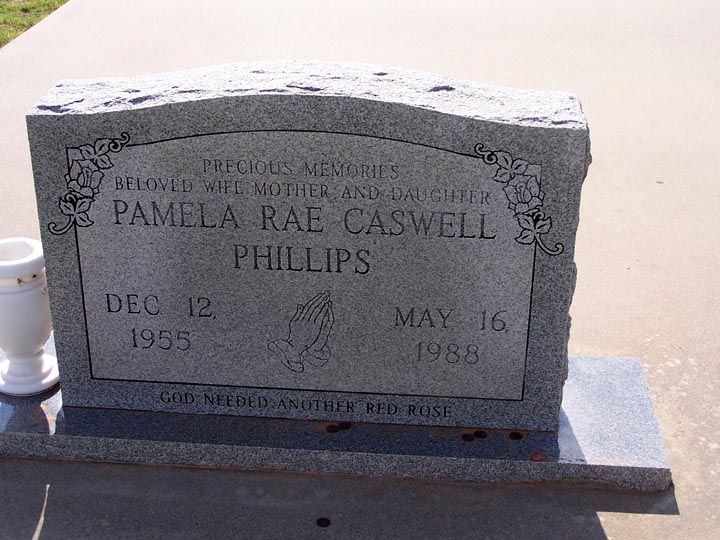 PRECIOUS MEMORIES
BELOVED WIFE MOTHER AND DAUGHTER
PAMELA RAE CASWELL
PHILLIPS
DEC. 12,
1955
MAY 16,
1988
GOD NEEDED ANOTHER RED ROSE